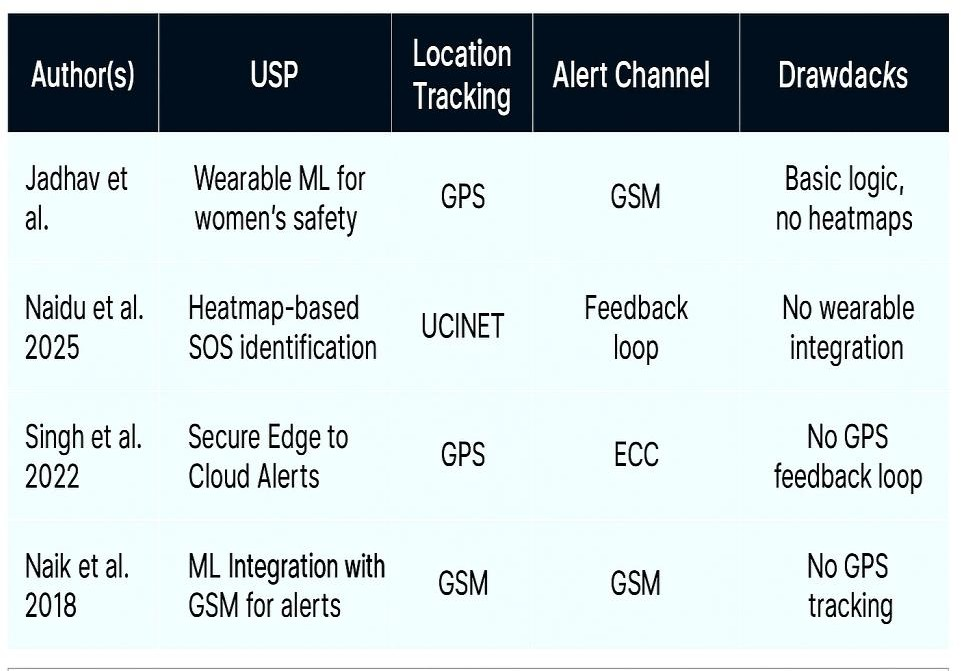 Author(s) USP Location Tracking Alert Channel Drawdacks
Jadhav et al. Wearable ML for women's safety GPS GSM Basic logic, no heatmaps
Naidu et al. 2025 Heatmap-based SOS identification UCINET Feedback loop No wearable integration
Singh et al. 2022 Secure Edge to Cloud Alerts GPS ECC No GPS feedback loop
Naik et al. 2018 ML Integration with GSM for alerts GSM GSM No GPS tracking